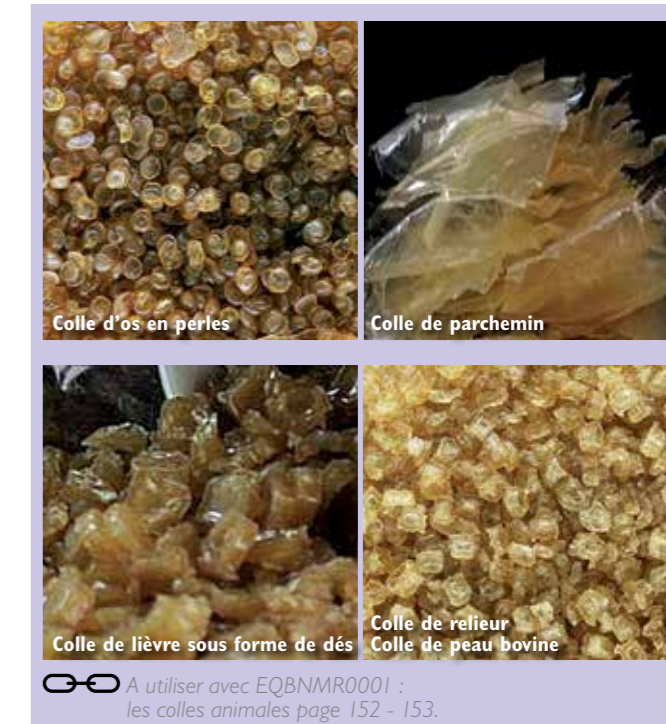 Colle d'os en perles
Colle de parchemin
Colle de lièvre sous forme de dés
Colle de relieur
Colle de peau bovine
A utiliser avec EQBNMR0001 :
les colles animales page 152 - 153.